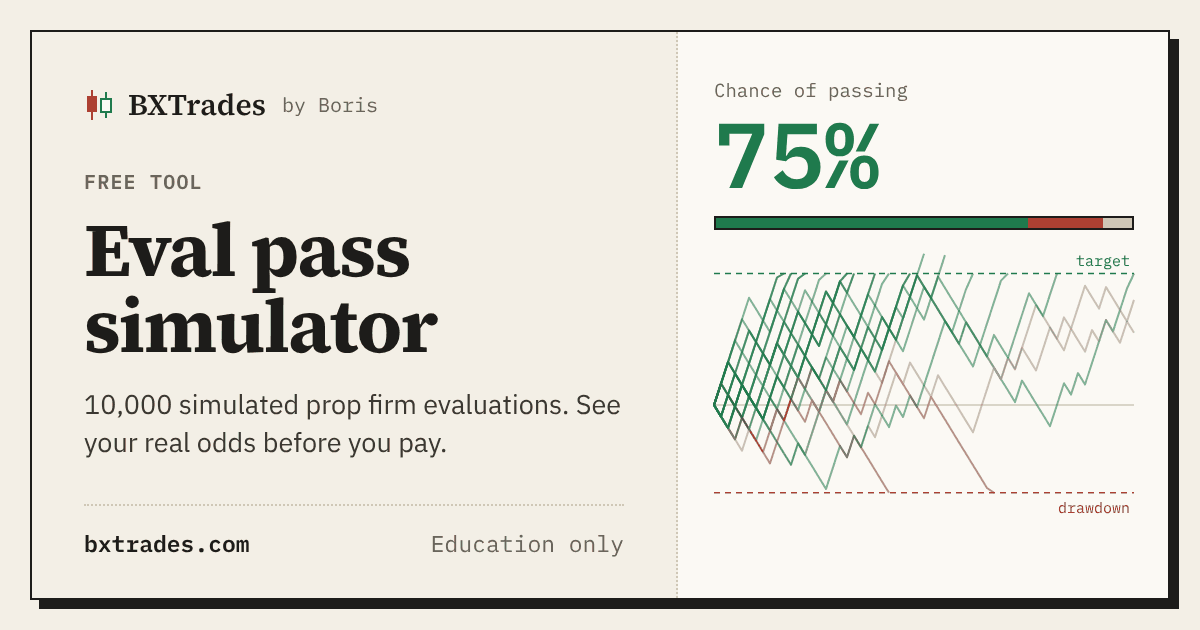 BXTrades by Boris
FREE TOOL
Eval pass
simulator
10,000 simulated prop firm evaluations. See
your real odds before you pay.
bxtrades.com
Education only
Chance of passing
75%
target
drawdown